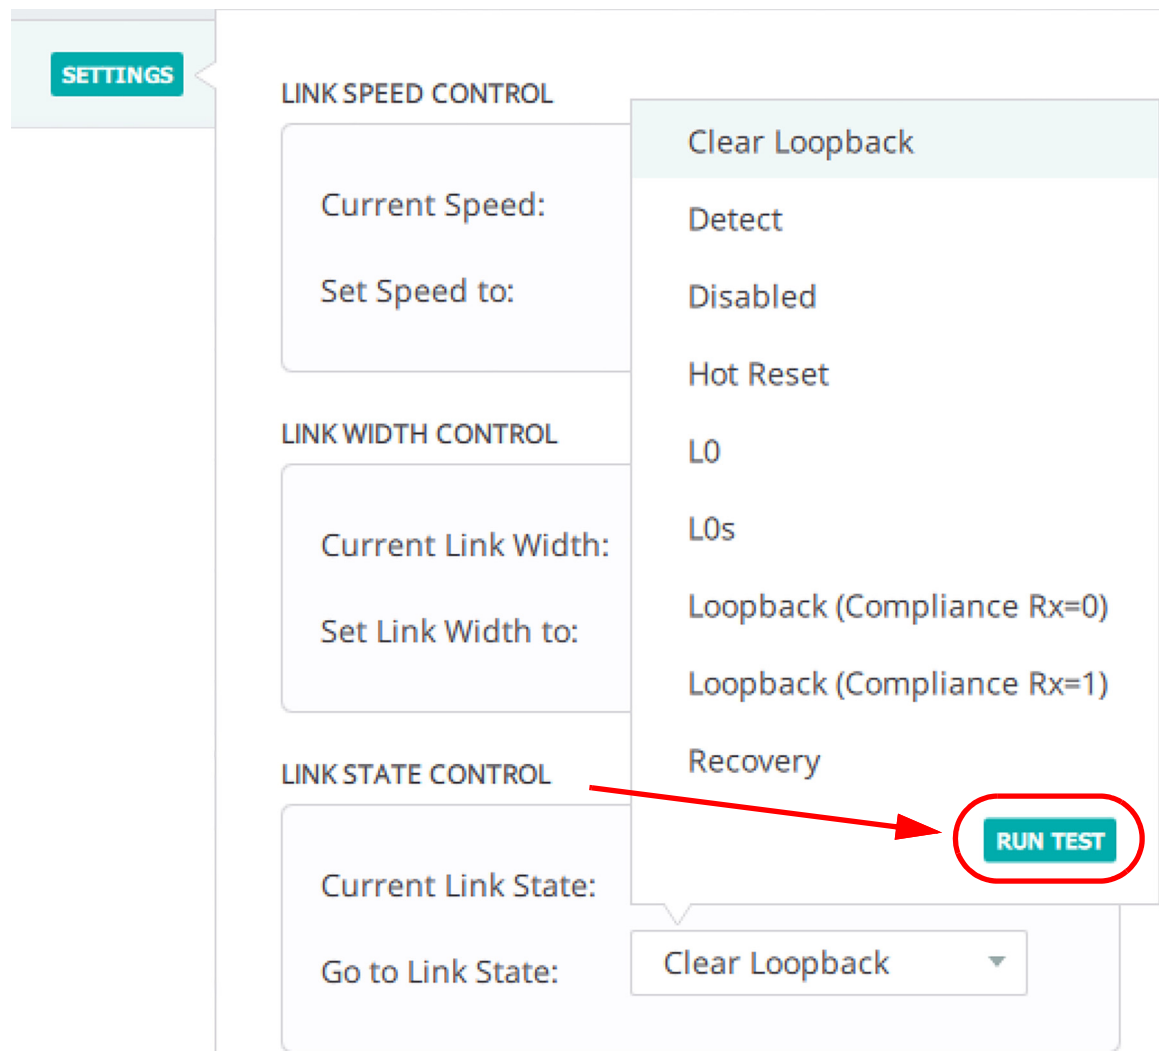 SETTINGS
LINK SPEED CONTROL
Current Speed:
Set Speed to:
LINK WIDTH CONTROL
Current Link Width:
Set Link Width to:
LINK STATE CONTROL
Current Link State:
Go to Link State:
Clear Loopback
Clear Loopback
Detect
Disabled
Hot Reset
L0
L0s
Loopback (Compliance Rx=0)
Loopback (Compliance Rx=1)
Recovery
RUN TEST